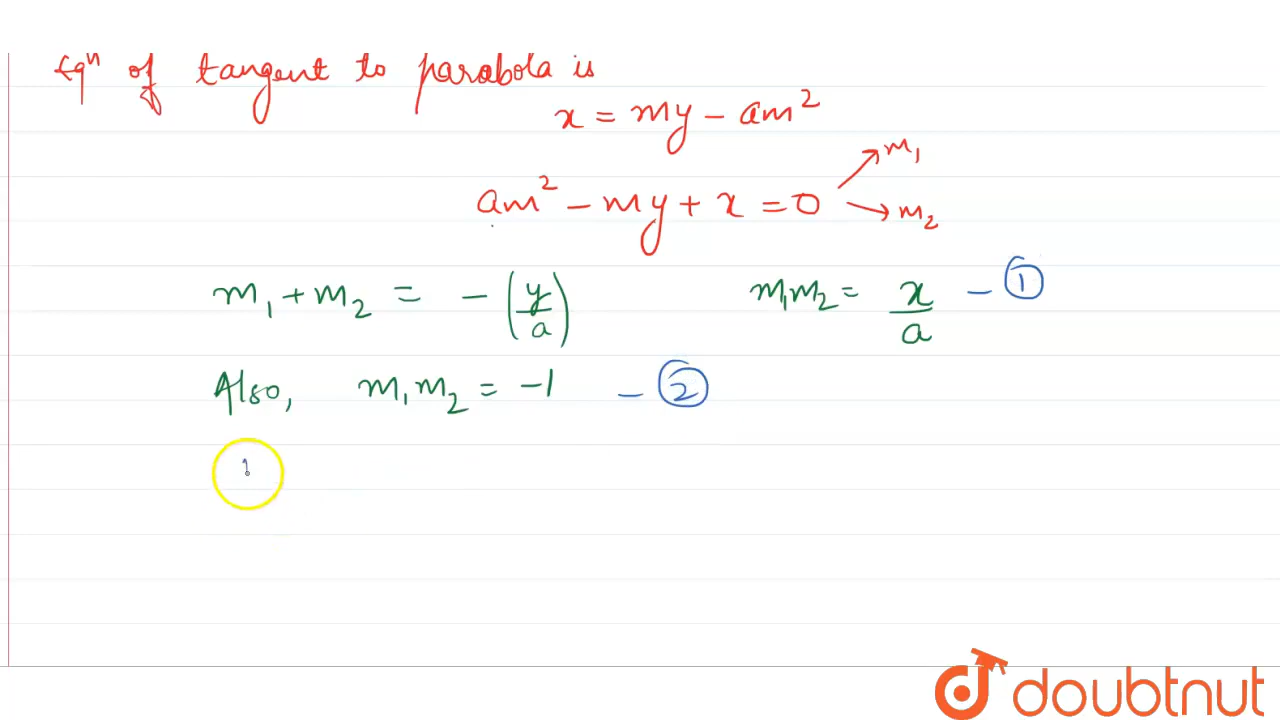 Eqⁿ of tangent to parabola is
x = my - am²
am² - my + x = 0 → m₁
→ m₂
m₁ + m₂ = - (y/a) m₁m₂ = x/a - ①
Also, m₁m₂ = -1 - ②
1
doubtnut